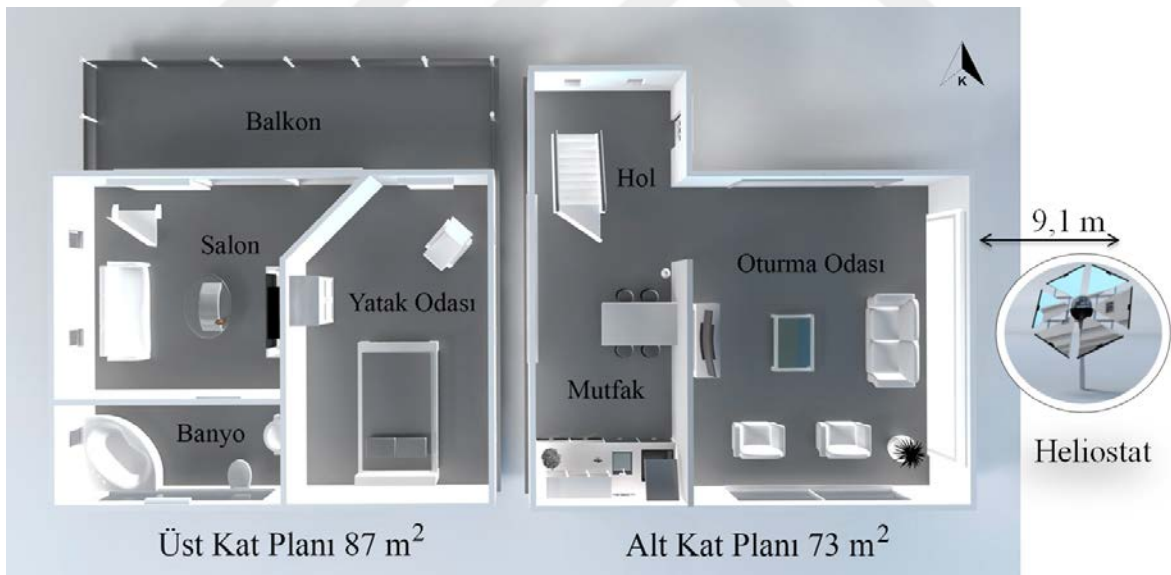 K
Balkon
Hol
9,1 m
Salon
Oturma Odası
Yatak Odası
Mutfak
Banyo
Heliostat
Üst Kat Planı 87 m²
Alt Kat Planı 73 m²